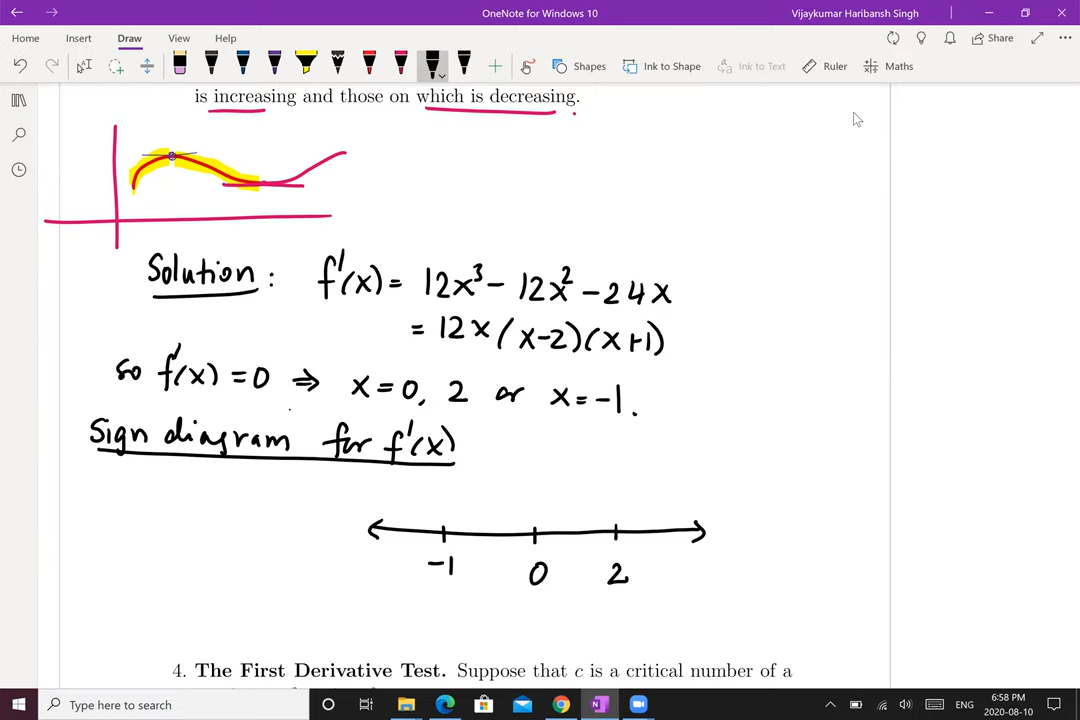 OneNote for Windows 10
Vijaykumar Haribansh Singh
Home Insert Draw View Help
Share
Shapes
Ink to Shape
Ink to Text
Ruler
Maths
is increasing and those on which is decreasing.
Solution : f'(x) = 12x³ - 12x² - 24x
= 12x (x-2)(x+1)
so f'(x) = 0 ⇒ x = 0, 2 or x = -1.
Sign diagram for f'(x)
-1 0 2
4. The First Derivative Test. Suppose that c is a critical number of a
Type here to search
ENG
6:58 PM
2020-08-10